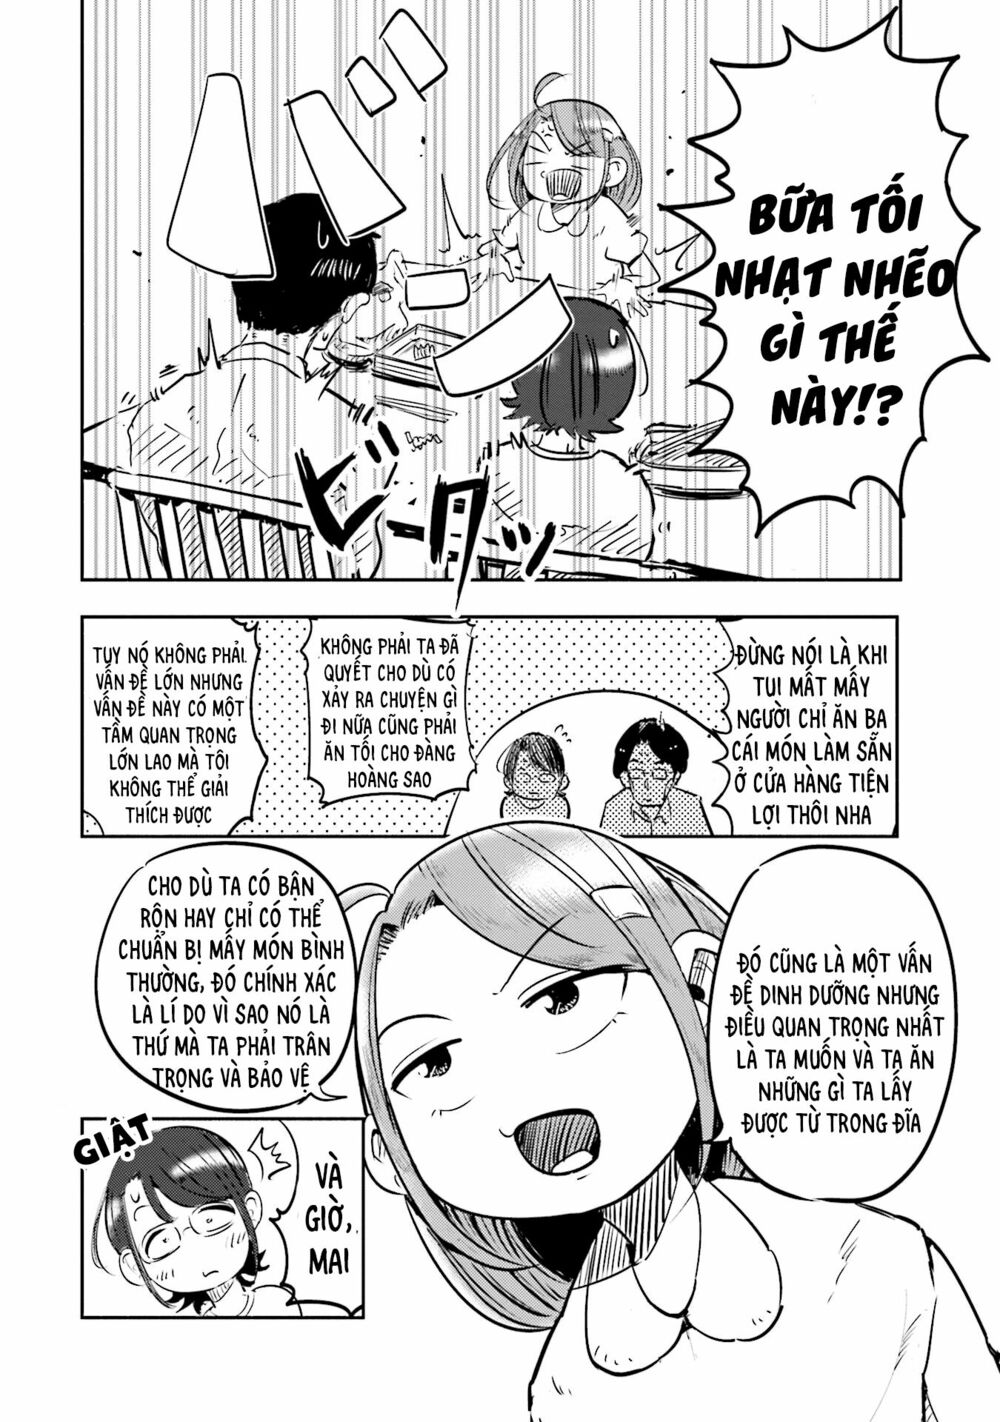 BỮA TỐI
NHẠT NHẼO
GÌ THẾ
NÀY!?
ビタッ
ĐỪNG NÓI LÀ KHI
TUI MẤT MẤY
NGƯỜI CHỈ ĂN BA
CÁI MÓN LÀM SẴN
Ở CỬA HÀNG TIỆN
LỢI THÔI NHA
KHÔNG PHẢI TA ĐÃ
QUYẾT CHO DÙ CÓ
XẢY RA CHUYỆN GÌ
ĐI NỮA CŨNG PHẢI
ĂN TỐI CHO ĐÀNG
HOÀNG SAO
TUY NÓ KHÔNG PHẢI
VẤN ĐỀ LỚN NHƯNG
VẤN ĐỀ NÀY CÓ MỘT
TẦM QUAN TRỌNG
LỚN LAO MÀ TÔI
KHÔNG THỂ GIẢI
THÍCH ĐƯỢC
ĐÓ CŨNG LÀ MỘT VẤN
ĐỀ DINH DƯỠNG NHƯNG
ĐIỀU QUAN TRỌNG NHẤT
LÀ TA MUỐN VÀ TA ĂN
NHỮNG GÌ TA LẤY
ĐƯỢC TỪ TRONG ĐĨA
CHO DÙ TA CÓ BẬN
RỘN HAY CHỈ CÓ THỂ
CHUẨN BỊ MẤY MÓN BÌNH
THƯỜNG, ĐÓ CHÍNH XÁC
LÀ LÍ DO VÌ SAO NÓ LÀ
THỨ MÀ TA PHẢI TRÂN
TRỌNG VÀ BẢO VỆ
VÀ
GIỜ,
MAI
GIẬT